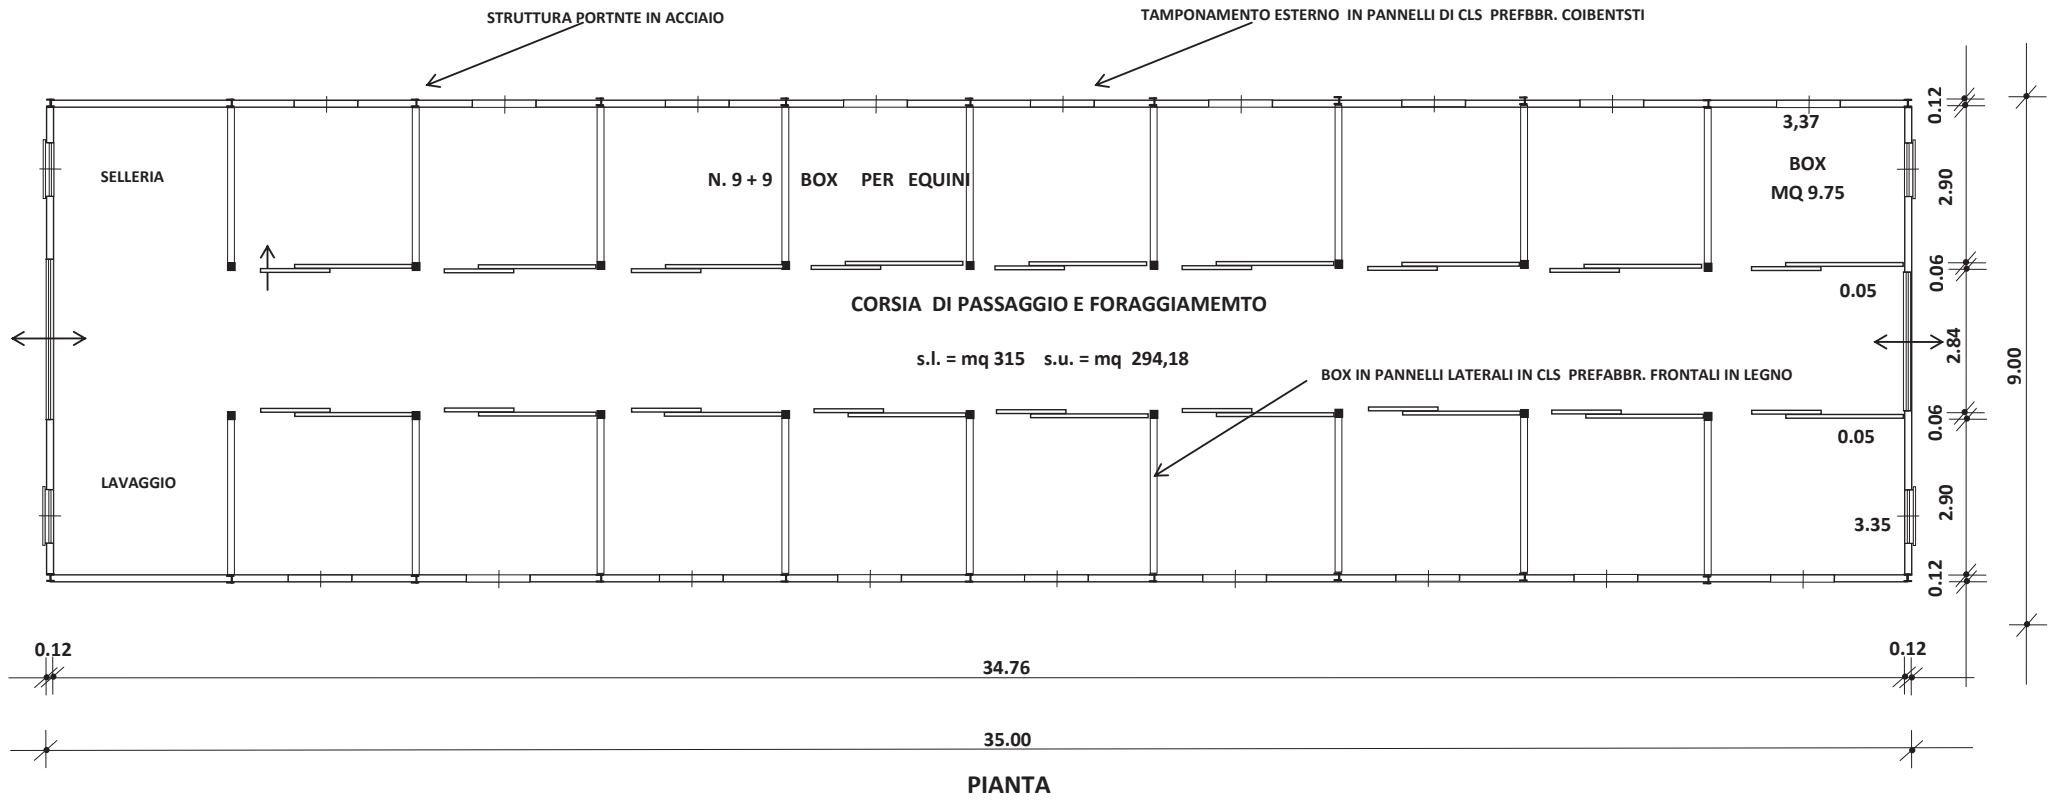 STRUTTURA PORTNTE IN ACCIAIO
TAMPONAMENTO ESTERNO IN PANNELLI DI CLS PREFBBR. COIBENTSTI
0.12
3,37
SELLERIA
N. 9 + 9 BOX PER EQUINI
BOX
MQ 9.75
2.90
0.06
0.05
CORSIA DI PASSAGGIO E FORAGGIAMEMTO
2.84
9.00
s.l. = mq 315 s.u. = mq 294,18
BOX IN PANNELLI LATERALI IN CLS PREFABBR. FRONTALI IN LEGNO
0.06
0.05
LAVAGGIO
2.90
3.35
0.12
0.12
34.76
0.12
35.00
PIANTA